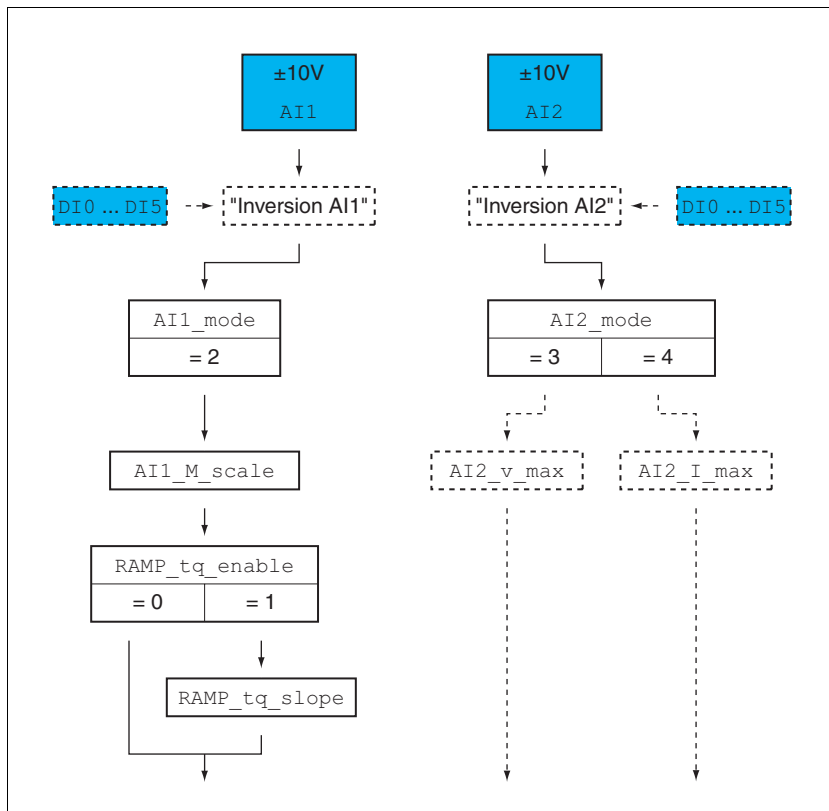 ±10V
AI1
±10V
AI2
DI0 ... DI5
"Inversion AI1"
"Inversion AI2"
DI0 ... DI5
AI1_mode
= 2
AI2_mode
= 3
= 4
AI1_M_scale
AI2_v_max
AI2_I_max
RAMP_tq_enable
= 0
= 1
RAMP_tq_slope